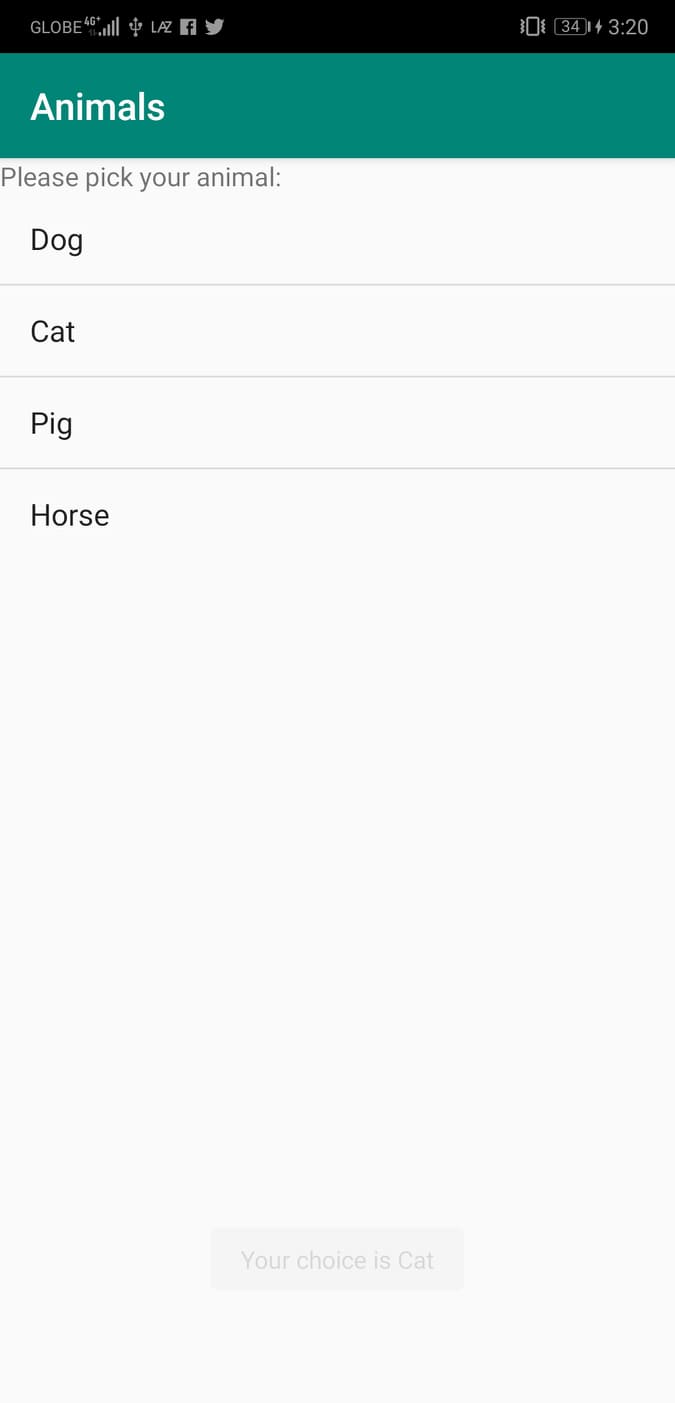 GLOBE 4G+ LAZ 34 3:20
Animals
Please pick your animal:
Dog
Cat
Pig
Horse
Your choice is Cat